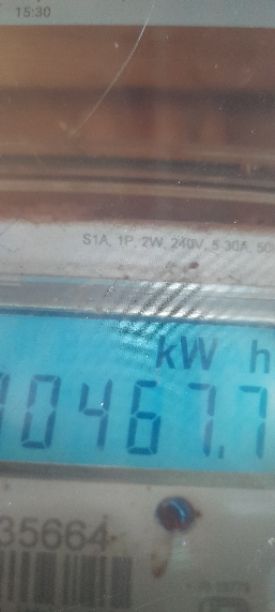 15:30
S1A, 1P, 2W, 240V, 5 30A, 50
kW h
0467.7
35664